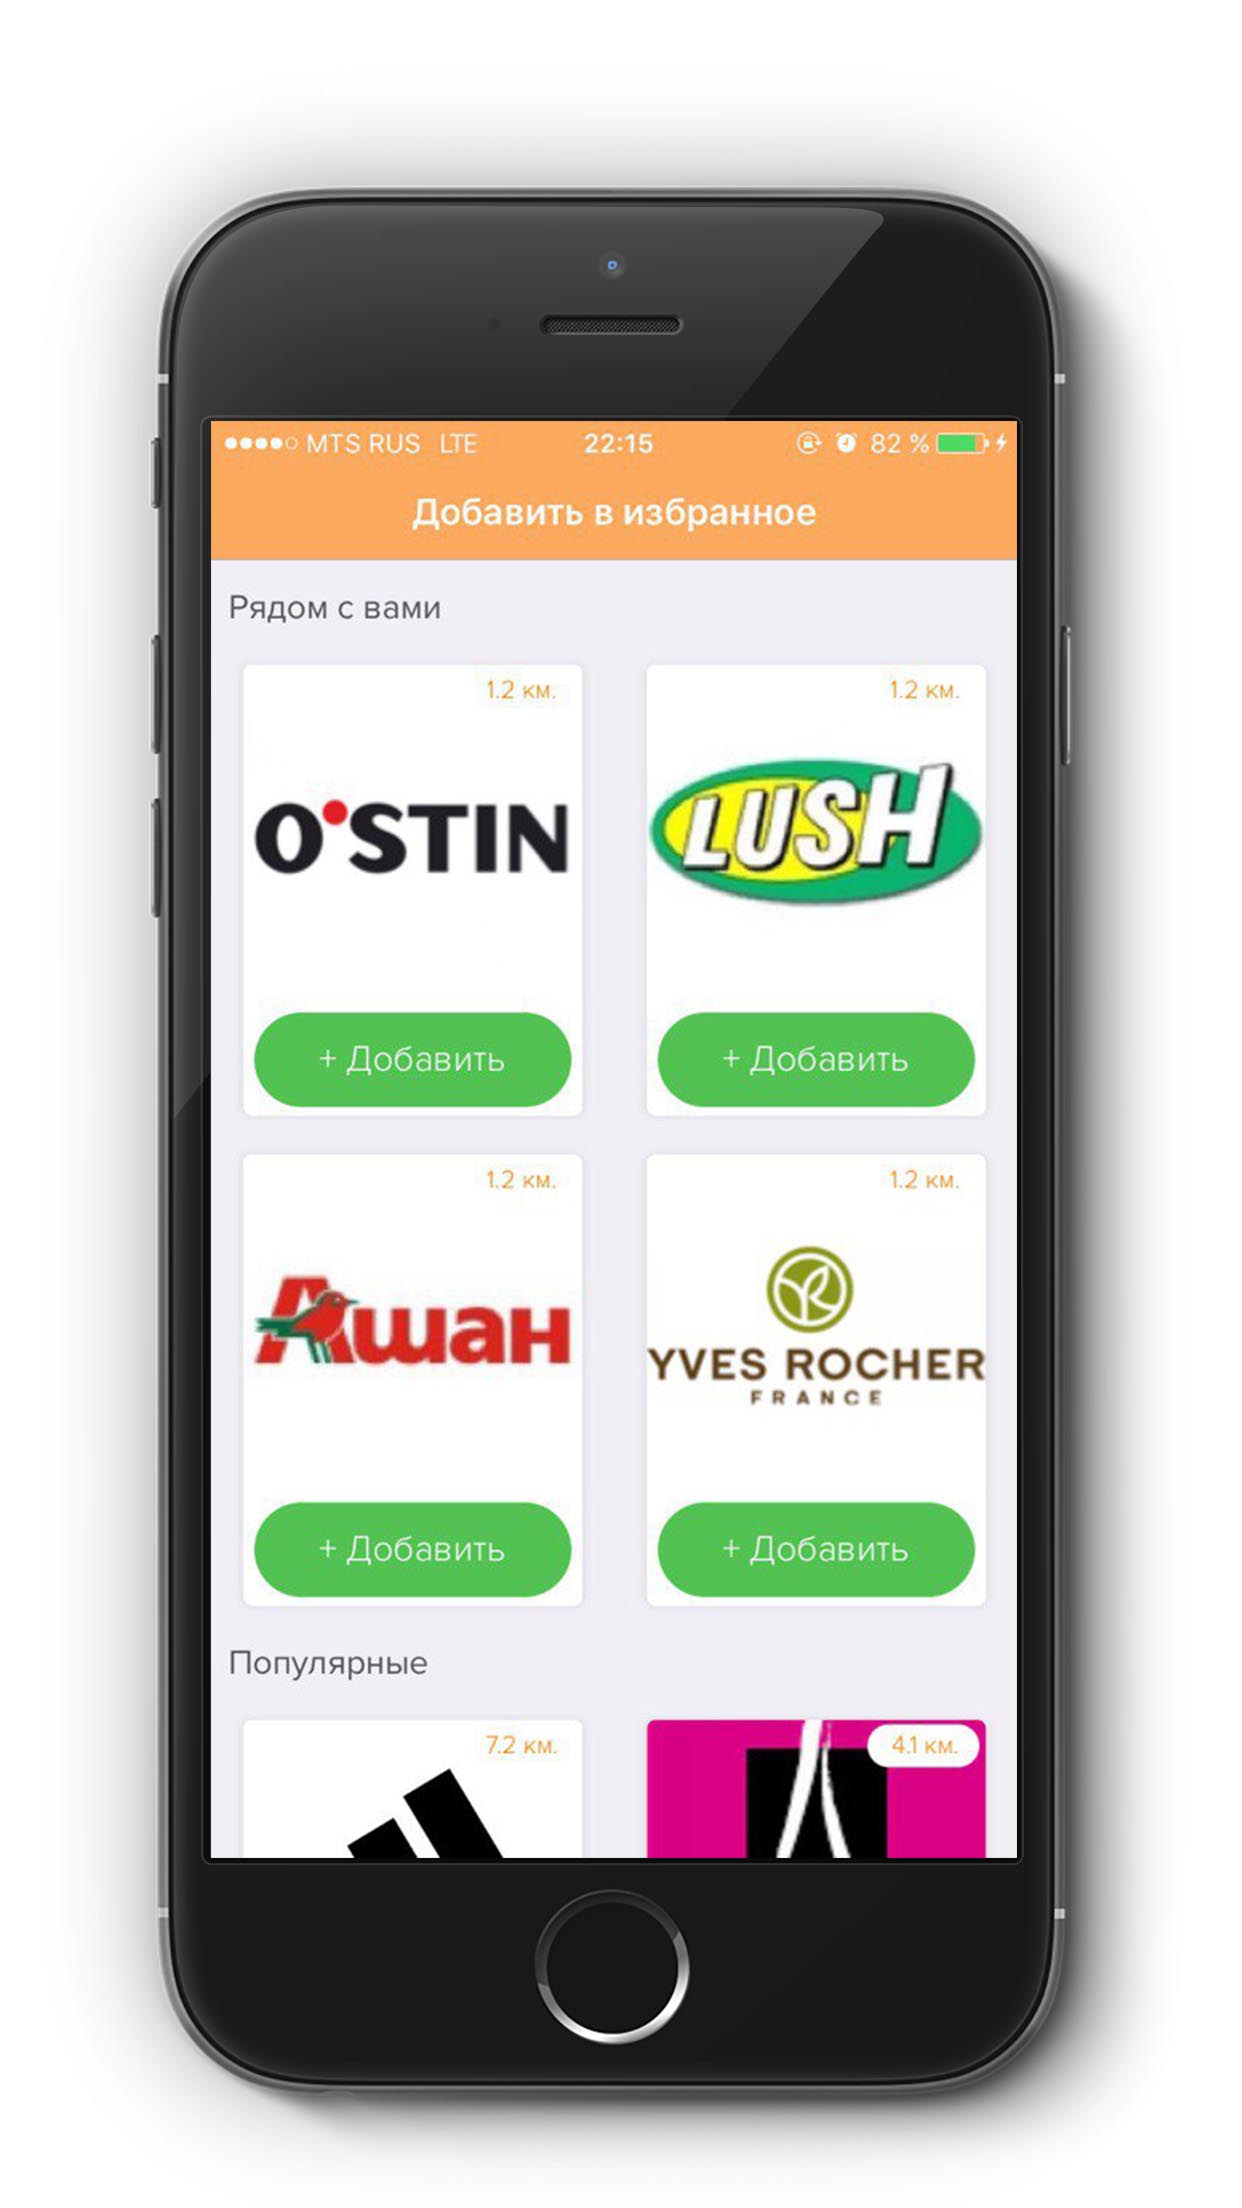 MTS RUS LTE 22:15 82 %
Добавить в избранное
Рядом с вами
1.2 км. 1.2 км.
O'STIN LUSH
+ Добавить + Добавить
1.2 км. 1.2 км.
Ашан YVES ROCHER
FRANCE
+ Добавить + Добавить
Популярные
7.2 км. 4.1 км.